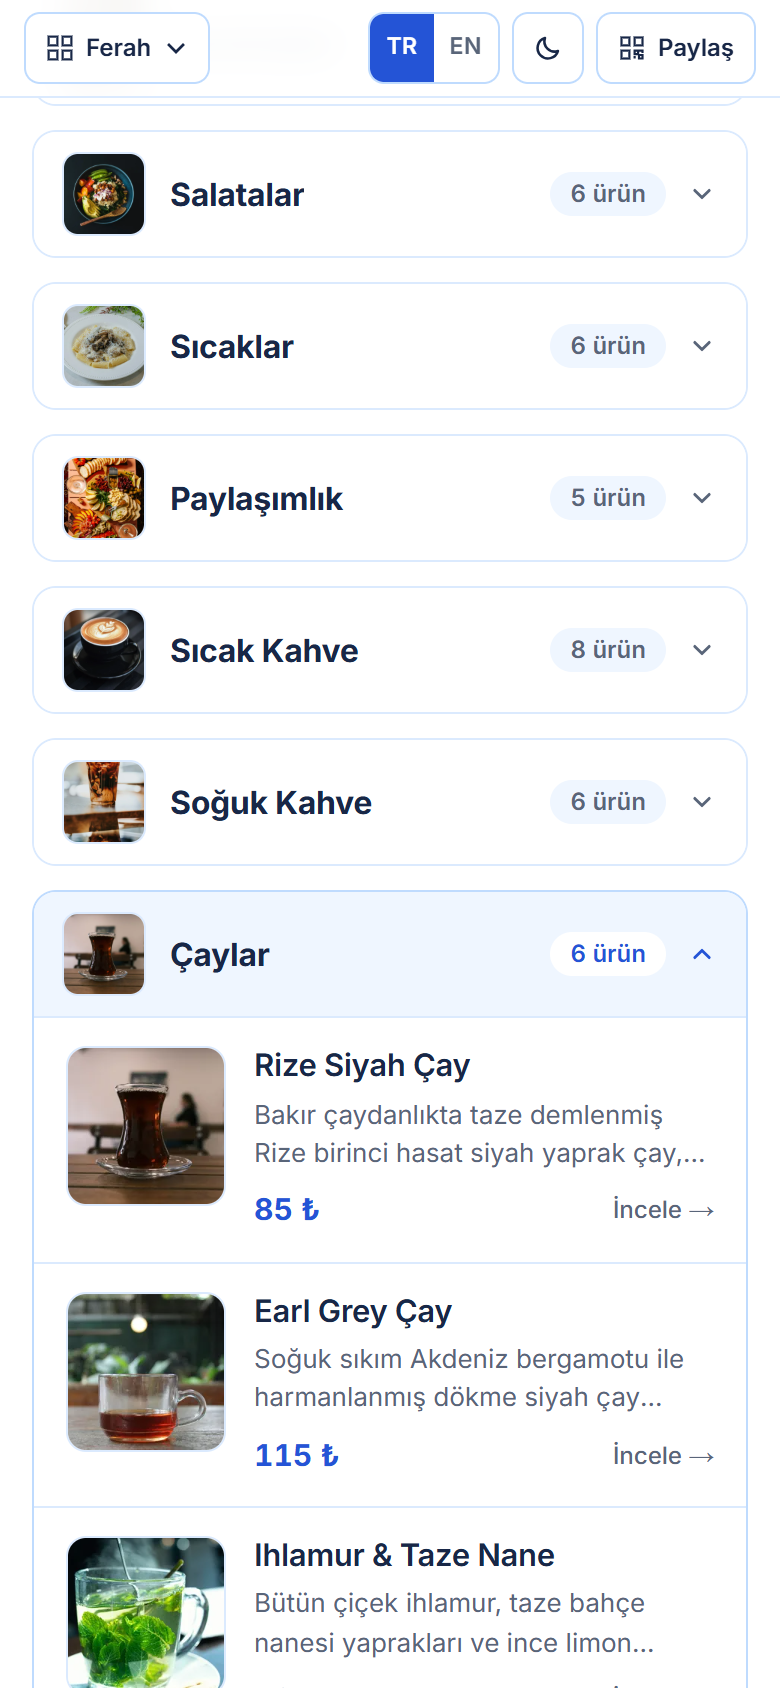 Ferah
TR
EN
Paylaş
Salatalar
6 ürün
Sıcaklar
6 ürün
Paylaşımlık
5 ürün
Sıcak Kahve
8 ürün
Soğuk Kahve
6 ürün
Çaylar
6 ürün
Rize Siyah Çay
Bakır çaydanlıkta taze demlenmiş
Rize birinci hasat siyah yaprak çay,...
85 ₺
İncele →
Earl Grey Çay
Soğuk sıkım Akdeniz bergamotu ile
harmanlanmış dökme siyah çay...
115 ₺
İncele →
Ihlamur & Taze Nane
Bütün çiçek ıhlamur, taze bahçe
nanesi yaprakları ve ince limon...